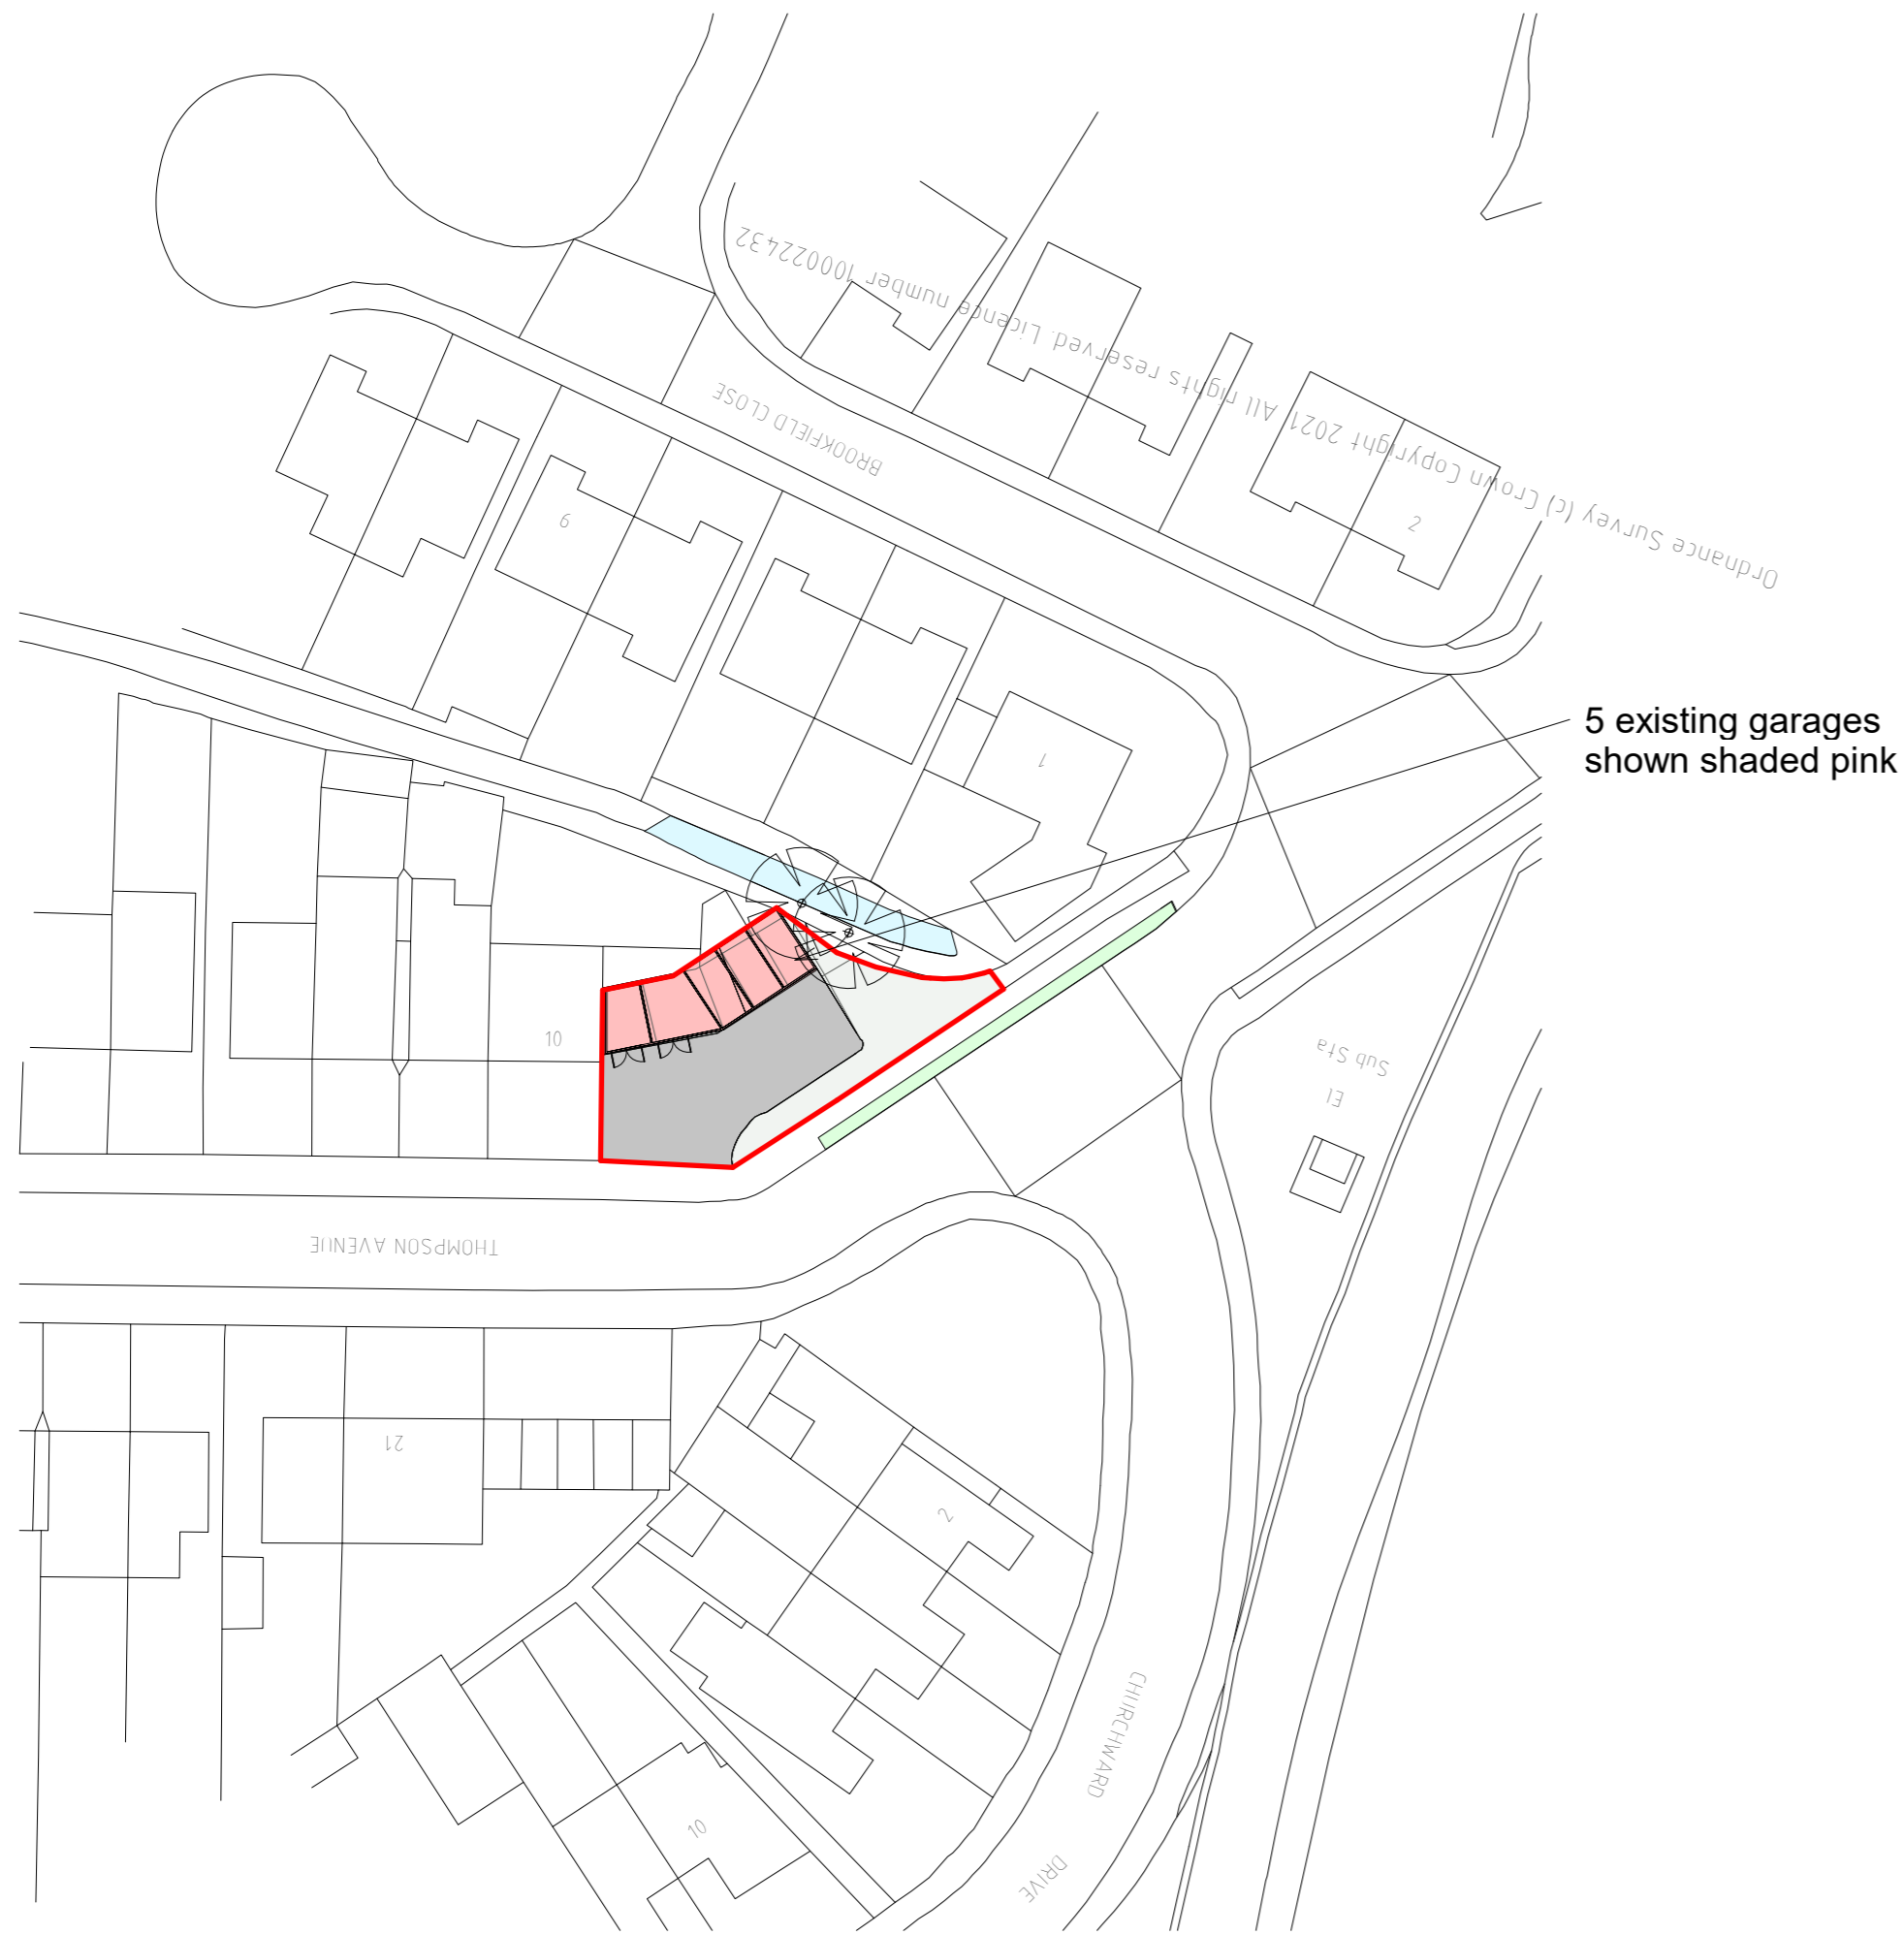 Ordnance Survey (c) Crown Copyright 2021. All rights reserved. Licence number 100022432
BROOKFIELD CLOSE
9
2
1
5 existing garages
shown shaded pink
10
El
Sub Sta
THOMPSON AVENUE
21
2
10
CHURCHWARD
DRIVE